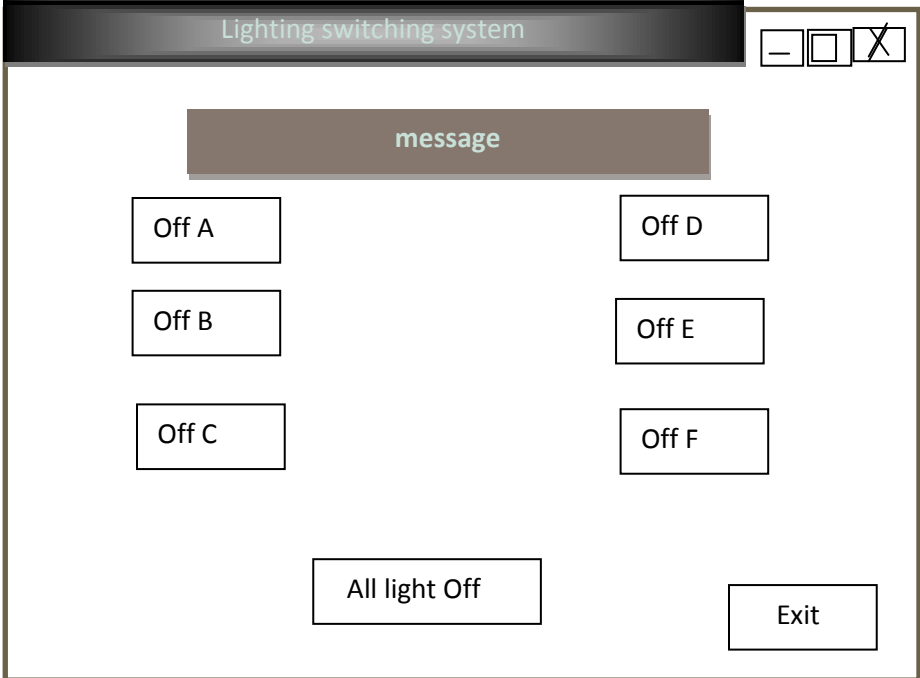 Lighting switching system
message
Off A
Off D
Off B
Off E
Off C
Off F
All light Off
Exit